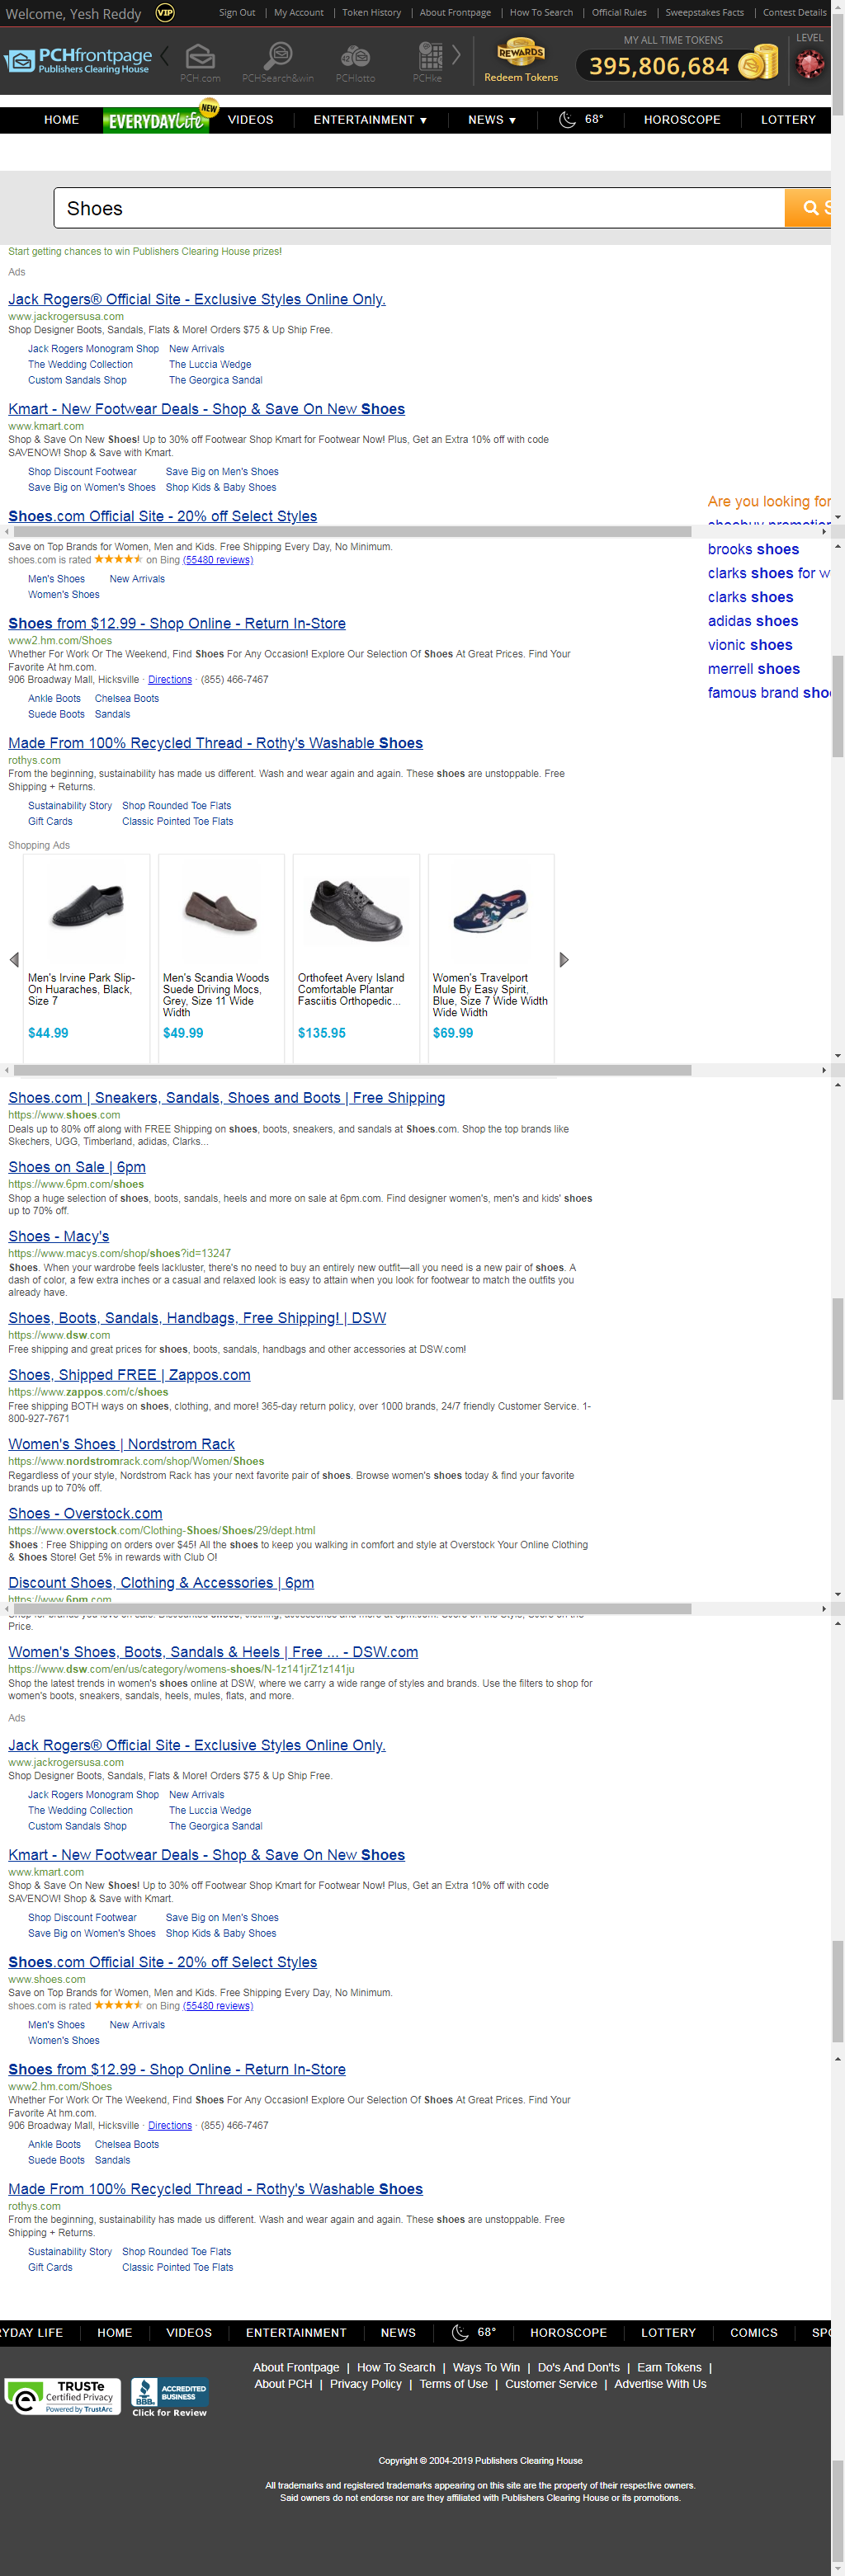 Welcome, Yesh Reddy VIP Sign Out | My Account | Token History | About Frontpage | How To Search | Official Rules | Sweepstakes Facts | Contest Details
PCHfrontpage
Publishers Clearing House
PCH.com PCHSearch&win PCHlotto PCHke
REWARDS
Redeem Tokens
MY ALL TIME TOKENS
395,806,684
LEVEL
HOME EVERYDAY Life NEW VIDEOS ENTERTAINMENT ▼ NEWS ▼ 68° HOROSCOPE LOTTERY
Shoes
Start getting chances to win Publishers Clearing House prizes!
Ads
Jack Rogers® Official Site - Exclusive Styles Online Only.
www.jackrogersusa.com
Shop Designer Boots, Sandals, Flats & More! Orders $75 & Up Ship Free.
Jack Rogers Monogram Shop New Arrivals
The Wedding Collection The Luccia Wedge
Custom Sandals Shop The Georgica Sandal
Kmart - New Footwear Deals - Shop & Save On New Shoes
www.kmart.com
Shop & Save On New Shoes! Up to 30% off Footwear Shop Kmart for Footwear Now! Plus, Get an Extra 10% off with code
SAVENOW! Shop & Save with Kmart.
Shop Discount Footwear Save Big on Men's Shoes
Save Big on Women's Shoes Shop Kids & Baby Shoes
Shoes.com Official Site - 20% off Select Styles
Are you looking for
Save on Top Brands for Women, Men and Kids. Free Shipping Every Day, No Minimum.
shoes.com is rated ★★★★★ on Bing (55480 reviews)
Men's Shoes New Arrivals
Women's Shoes
brooks shoes
clarks shoes for w
clarks shoes
adidas shoes
vionic shoes
merrell shoes
famous brand sho
Shoes from $12.99 - Shop Online - Return In-Store
www2.hm.com/Shoes
Whether For Work Or The Weekend, Find Shoes For Any Occasion! Explore Our Selection Of Shoes At Great Prices. Find Your
Favorite At hm.com.
906 Broadway Mall, Hicksville · Directions · (855) 466-7467
Ankle Boots Chelsea Boots
Suede Boots Sandals
Made From 100% Recycled Thread - Rothy's Washable Shoes
rothys.com
From the beginning, sustainability has made us different. Wash and wear again and again. These shoes are unstoppable. Free
Shipping + Returns.
Sustainability Story Shop Rounded Toe Flats
Gift Cards Classic Pointed Toe Flats
Shopping Ads
Men's Irvine Park Slip-
On Huaraches, Black,
Size 7
$44.99
Men's Scandia Woods
Suede Driving Mocs,
Grey, Size 11 Wide
Width
$49.99
Orthofeet Avery Island
Comfortable Plantar
Fasciitis Orthopedic...
$135.95
Women's Travelport
Mule By Easy Spirit,
Blue, Size 7 Wide Width
Wide Width
$69.99
Shoes.com | Sneakers, Sandals, Shoes and Boots | Free Shipping
https://www.shoes.com
Deals up to 80% off along with FREE Shipping on shoes, boots, sneakers, and sandals at Shoes.com. Shop the top brands like
Skechers, UGG, Timberland, adidas, Clarks...
Shoes on Sale | 6pm
https://www.6pm.com/shoes
Shop a huge selection of shoes, boots, sandals, heels and more on sale at 6pm.com. Find designer women's, men's and kids' shoes
up to 70% off.
Shoes - Macy's
https://www.macys.com/shop/shoes?id=13247
Shoes. When your wardrobe feels lackluster, there's no need to buy an entirely new outfit—all you need is a new pair of shoes. A
dash of color, a few extra inches or a casual and relaxed look is easy to attain when you look for footwear to match the outfits you
already have.
Shoes, Boots, Sandals, Handbags, Free Shipping! | DSW
https://www.dsw.com
Free shipping and great prices for shoes, boots, sandals, handbags and other accessories at DSW.com!
Shoes, Shipped FREE | Zappos.com
https://www.zappos.com/c/shoes
Free shipping BOTH ways on shoes, clothing, and more! 365-day return policy, over 1000 brands, 24/7 friendly Customer Service. 1-
800-927-7671
Women's Shoes | Nordstrom Rack
https://www.nordstromrack.com/shop/Women/Shoes
Regardless of your style, Nordstrom Rack has your next favorite pair of shoes. Browse women's shoes today & find your favorite
brands up to 70% off.
Shoes - Overstock.com
https://www.overstock.com/Clothing-Shoes/Shoes/29/dept.html
Shoes : Free Shipping on orders over $45! All the shoes to keep you walking in comfort and style at Overstock Your Online Clothing
& Shoes Store! Get 5% in rewards with Club O!
Discount Shoes, Clothing & Accessories | 6pm
https://www.6pm.com
Price.
Women's Shoes, Boots, Sandals & Heels | Free ... - DSW.com
https://www.dsw.com/en/us/category/womens-shoes/N-1z141jrZ1z141ju
Shop the latest trends in women's shoes online at DSW, where we carry a wide range of styles and brands. Use the filters to shop for
women's boots, sneakers, sandals, heels, mules, flats, and more.
Ads
Jack Rogers® Official Site - Exclusive Styles Online Only.
www.jackrogersusa.com
Shop Designer Boots, Sandals, Flats & More! Orders $75 & Up Ship Free.
Jack Rogers Monogram Shop New Arrivals
The Wedding Collection The Luccia Wedge
Custom Sandals Shop The Georgica Sandal
Kmart - New Footwear Deals - Shop & Save On New Shoes
www.kmart.com
Shop & Save On New Shoes! Up to 30% off Footwear Shop Kmart for Footwear Now! Plus, Get an Extra 10% off with code
SAVENOW! Shop & Save with Kmart.
Shop Discount Footwear Save Big on Men's Shoes
Save Big on Women's Shoes Shop Kids & Baby Shoes
Shoes.com Official Site - 20% off Select Styles
www.shoes.com
Save on Top Brands for Women, Men and Kids. Free Shipping Every Day, No Minimum.
shoes.com is rated ★★★★★ on Bing (55480 reviews)
Men's Shoes New Arrivals
Women's Shoes
Shoes from $12.99 - Shop Online - Return In-Store
www2.hm.com/Shoes
Whether For Work Or The Weekend, Find Shoes For Any Occasion! Explore Our Selection Of Shoes At Great Prices. Find Your
Favorite At hm.com.
906 Broadway Mall, Hicksville · Directions · (855) 466-7467
Ankle Boots Chelsea Boots
Suede Boots Sandals
Made From 100% Recycled Thread - Rothy's Washable Shoes
rothys.com
From the beginning, sustainability has made us different. Wash and wear again and again. These shoes are unstoppable. Free
Shipping + Returns.
Sustainability Story Shop Rounded Toe Flats
Gift Cards Classic Pointed Toe Flats
YDAY LIFE HOME VIDEOS ENTERTAINMENT NEWS 68° HOROSCOPE LOTTERY COMICS SPO
About Frontpage | How To Search | Ways To Win | Do's And Don'ts | Earn Tokens |
About PCH | Privacy Policy | Terms of Use | Customer Service | Advertise With Us
TRUSTe
Certified Privacy
Powered by TrustArc
BBB.
ACCREDITED
BUSINESS
Click for Review
Copyright © 2004-2019 Publishers Clearing House
All trademarks and registered trademarks appearing on this site are the property of their respective owners.
Said owners do not endorse nor are they affiliated with Publishers Clearing House or its promotions.